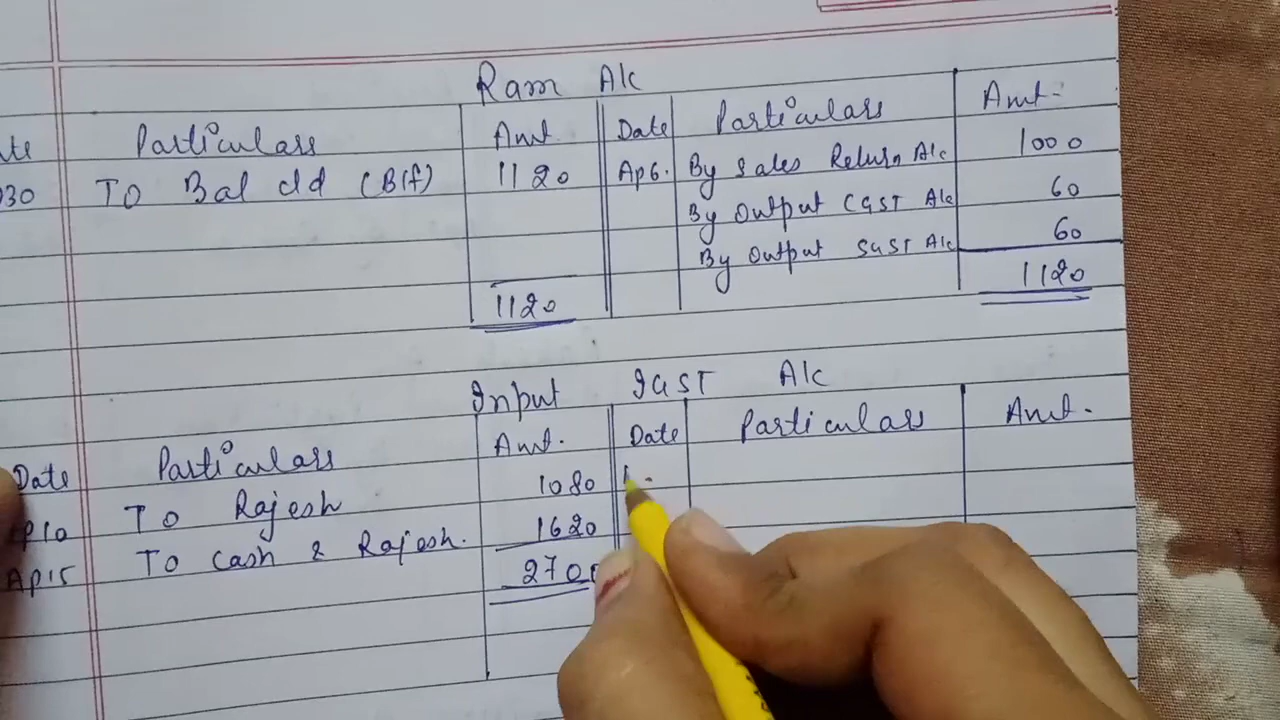 Ram A/c
Particulars Amt. Date Particulars Amt.
To Bal c/d (B/f) 1120 Ap6. By Sales Return A/c 1000
By Output CGST A/c 60
By Output SGST A/c 60
1120 1120
Input IGST A/c
Date Particulars Amt. Date Particulars Amt.
To Rajesh 1080
Ap15 To Cash & Rajesh. 1620
2700